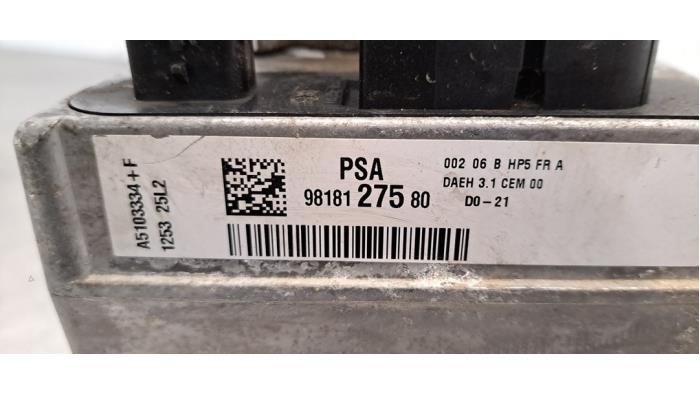 A5103334+F
1253 25L2
PSA
98181 275 80
002 06 B HP5 FR A
DAEH 3.1 CEM 00
D0-21